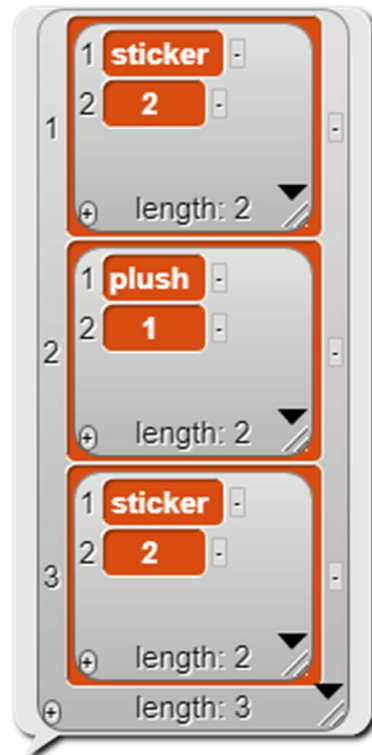 1 sticker -
2 2 -
1 -
+ length: 2
1 plush -
2 1 -
2 -
+ length: 2
1 sticker -
2 2 -
3 -
+ length: 2
+ length: 3